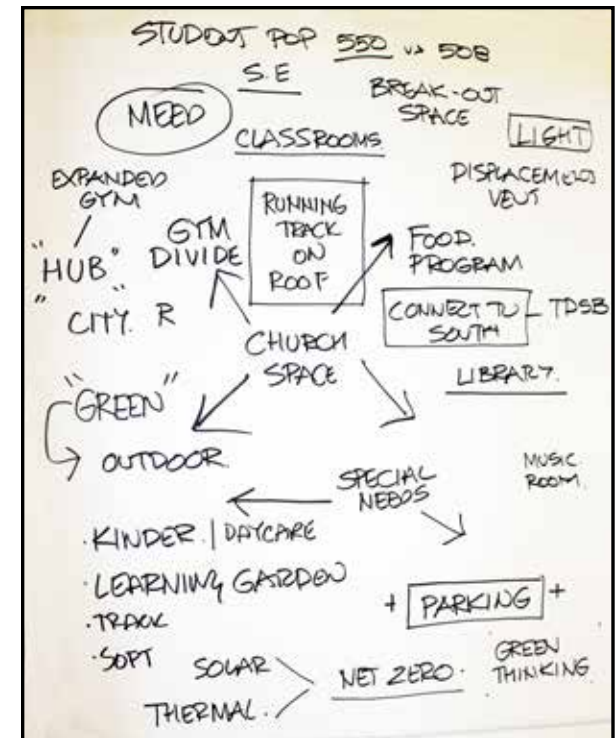 STUDENT POP 550 vs 508
S.E
BREAK-OUT
SPACE
MEED
CLASSROOMS
LIGHT
EXPANDED
GYM
DISPLACEMENT
VENT
RUNNING
TRACK
ON
ROOF
GYM
DIVIDE
FOOD
PROGRAM
"HUB"
"CITY. R
CONNECT TO
SOUTH
TDSB
CHURCH
SPACE
LIBRARY.
"GREEN"
OUTDOOR.
MUSIC
ROOM.
SPECIAL
NEEDS
·KINDER. | DAYCARE
·LEARNING GARDEN
+ PARKING +
·TRACK
·SOFT
SOLAR
THERMAL.
NET ZERO.
GREEN
THINKING.